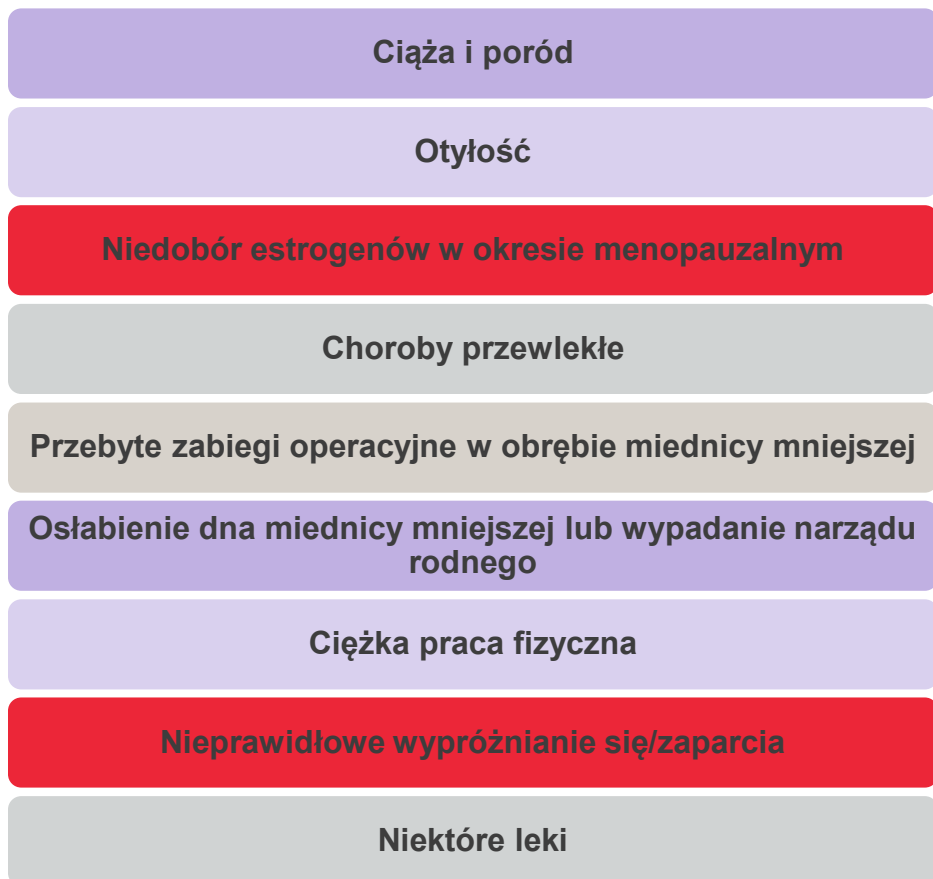 Ciąża i poród
Otyłość
Niedobór estrogenów w okresie menopauzalnym
Choroby przewlekłe
Przebyte zabiegi operacyjne w obrębie miednicy mniejszej
Osłabienie dna miednicy mniejszej lub wypadanie narządu
rodnego
Ciężka praca fizyczna
Nieprawidłowe wypróżnianie się/zaparcia
Niektóre leki